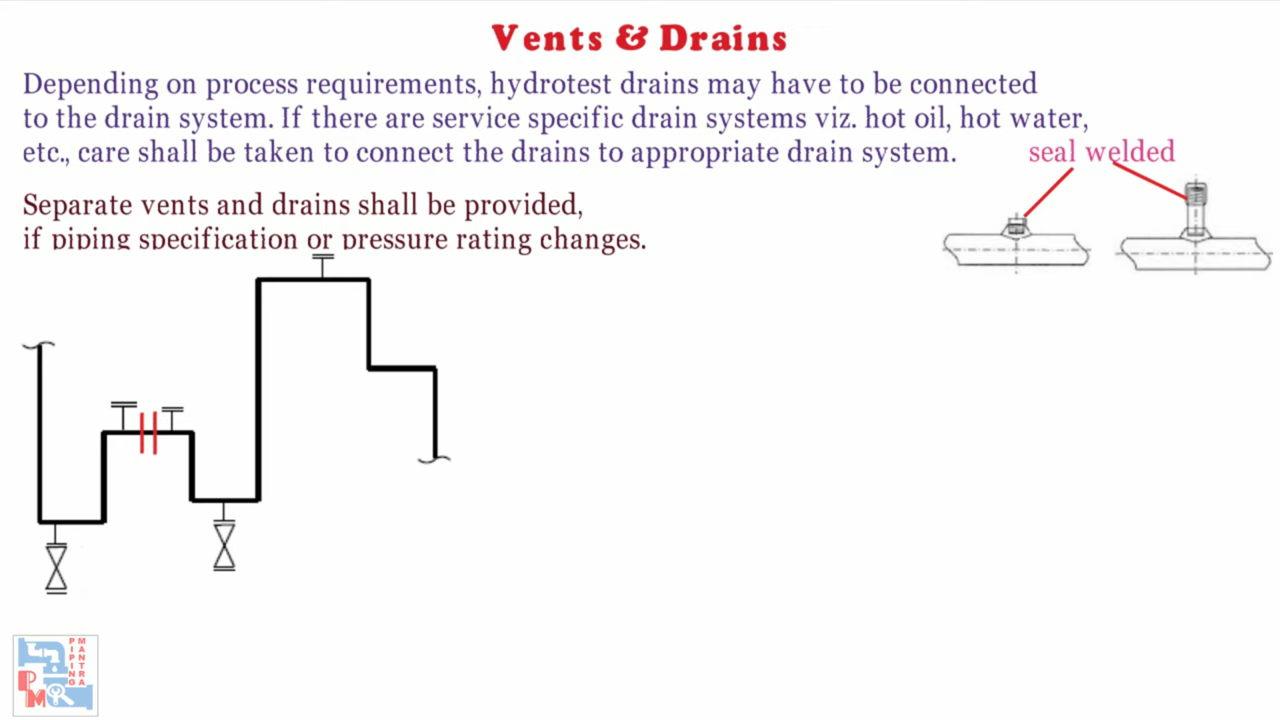 Vents & Drains
Depending on process requirements, hydrotest drains may have to be connected
to the drain system. If there are service specific drain systems viz. hot oil, hot water,
etc., care shall be taken to connect the drains to appropriate drain system.
seal welded
Separate vents and drains shall be provided,
if piping specification or pressure rating changes.
PIPING
MANTRA
PM